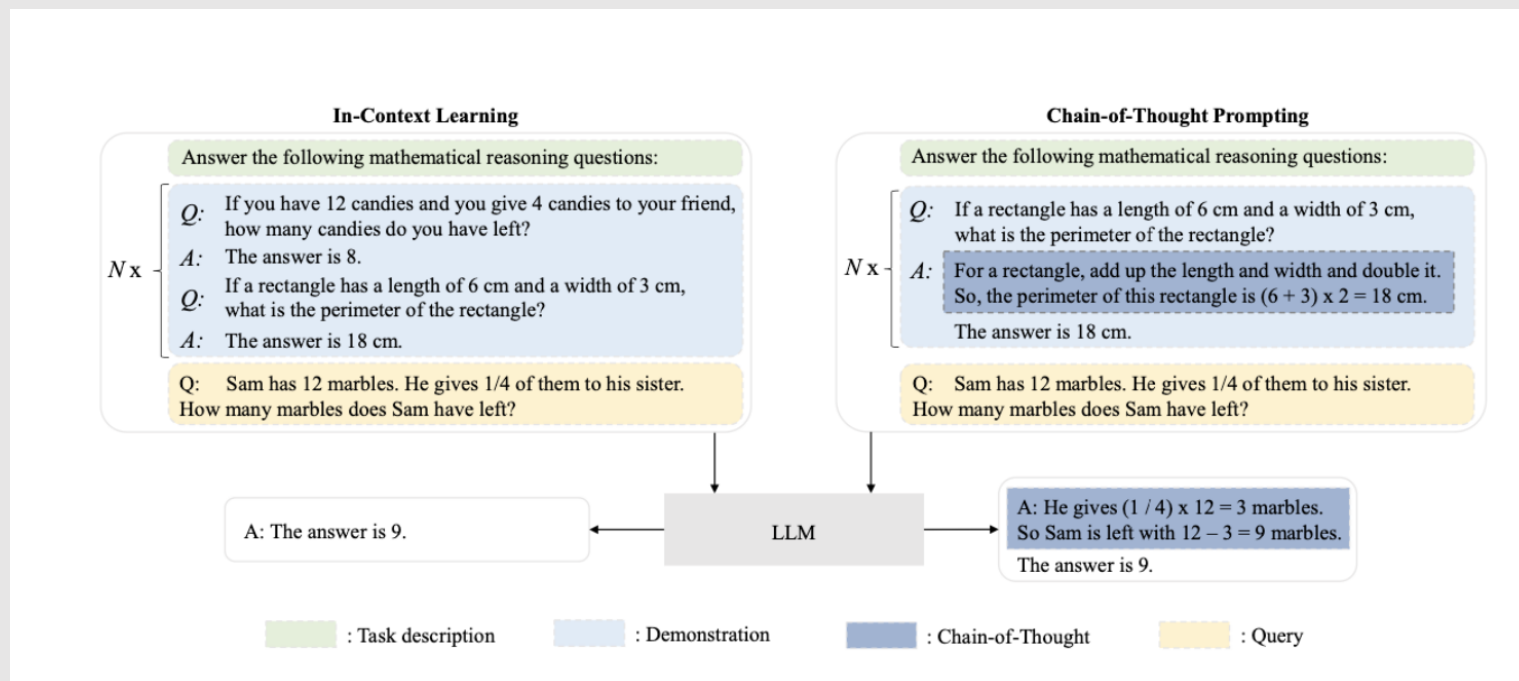 In-Context Learning
Answer the following mathematical reasoning questions:
N x
Q: If you have 12 candies and you give 4 candies to your friend,
how many candies do you have left?
A: The answer is 8.
Q: If a rectangle has a length of 6 cm and a width of 3 cm,
what is the perimeter of the rectangle?
A: The answer is 18 cm.
Q: Sam has 12 marbles. He gives 1/4 of them to his sister.
How many marbles does Sam have left?
Chain-of-Thought Prompting
Answer the following mathematical reasoning questions:
N x
Q: If a rectangle has a length of 6 cm and a width of 3 cm,
what is the perimeter of the rectangle?
A: For a rectangle, add up the length and width and double it.
So, the perimeter of this rectangle is (6 + 3) x 2 = 18 cm.
The answer is 18 cm.
Q: Sam has 12 marbles. He gives 1/4 of them to his sister.
How many marbles does Sam have left?
A: The answer is 9.
LLM
A: He gives (1 / 4) x 12 = 3 marbles.
So Sam is left with 12 – 3 = 9 marbles.
The answer is 9.
: Task description
: Demonstration
: Chain-of-Thought
: Query